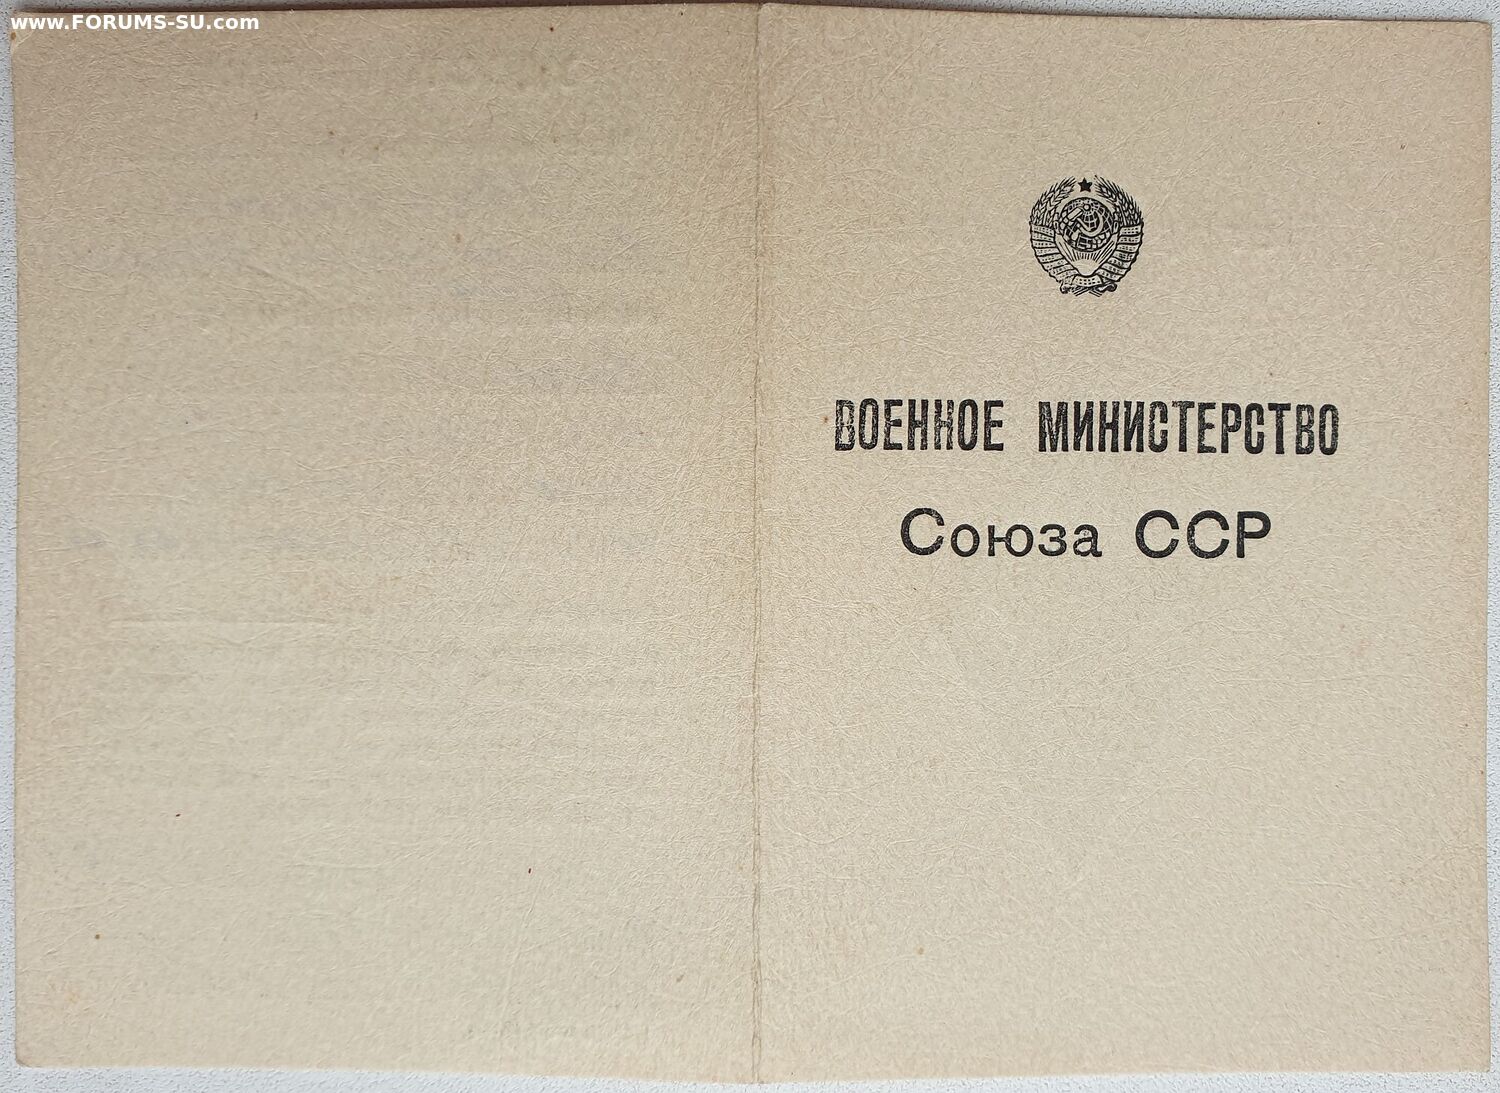 www.FORUMS-SU.com
ВОЕННОЕ МИНИСТЕРСТВО
Союза ССР